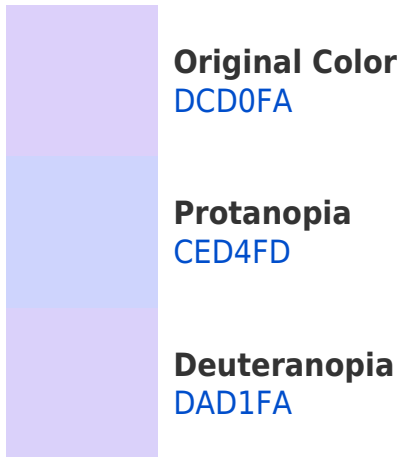 Original Color
DCD0FA
Protanopia
CED4FD
Deuteranopia
DAD1FA